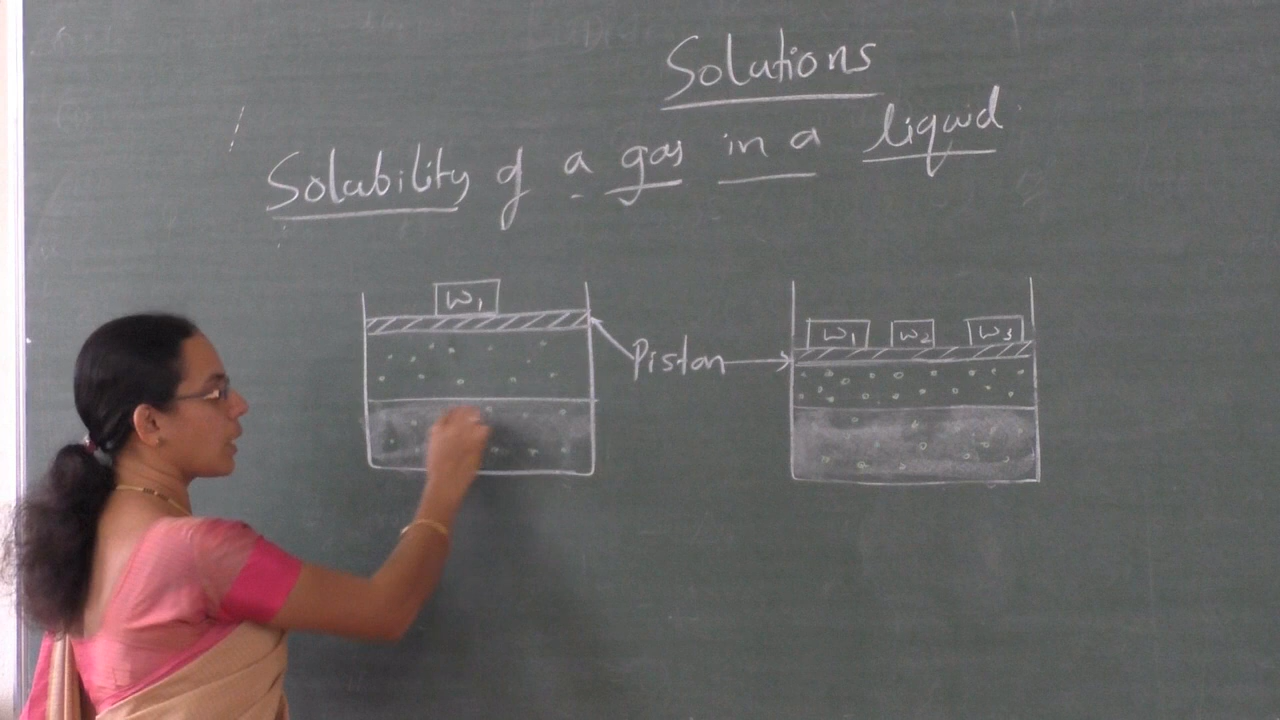 Solutions
Solubility of a gas in a liquid
W1
Piston
W1 W2 W3